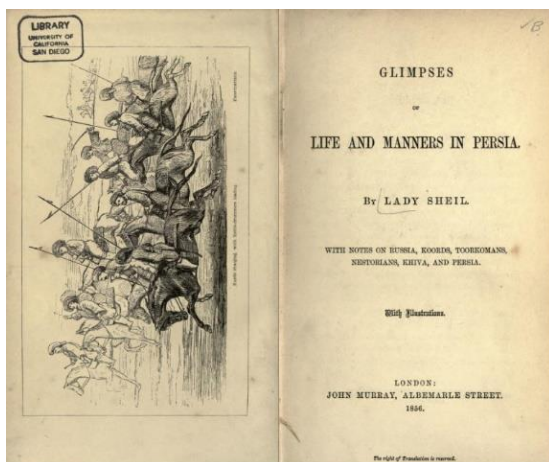 LIBRARY
UNIVERSITY OF
CALIFORNIA
SAN DIEGO
GLIMPSES
OF
LIFE AND MANNERS IN PERSIA.
By LADY SHEIL.
WITH NOTES ON RUSSIA, KOORDS, TOORKOMANS,
NESTORIANS, KHIVA, AND PERSIA.
With Illustrations.
LONDON:
JOHN MURRAY, ALBEMARLE STREET.
1856.
The right of Translation is reserved.